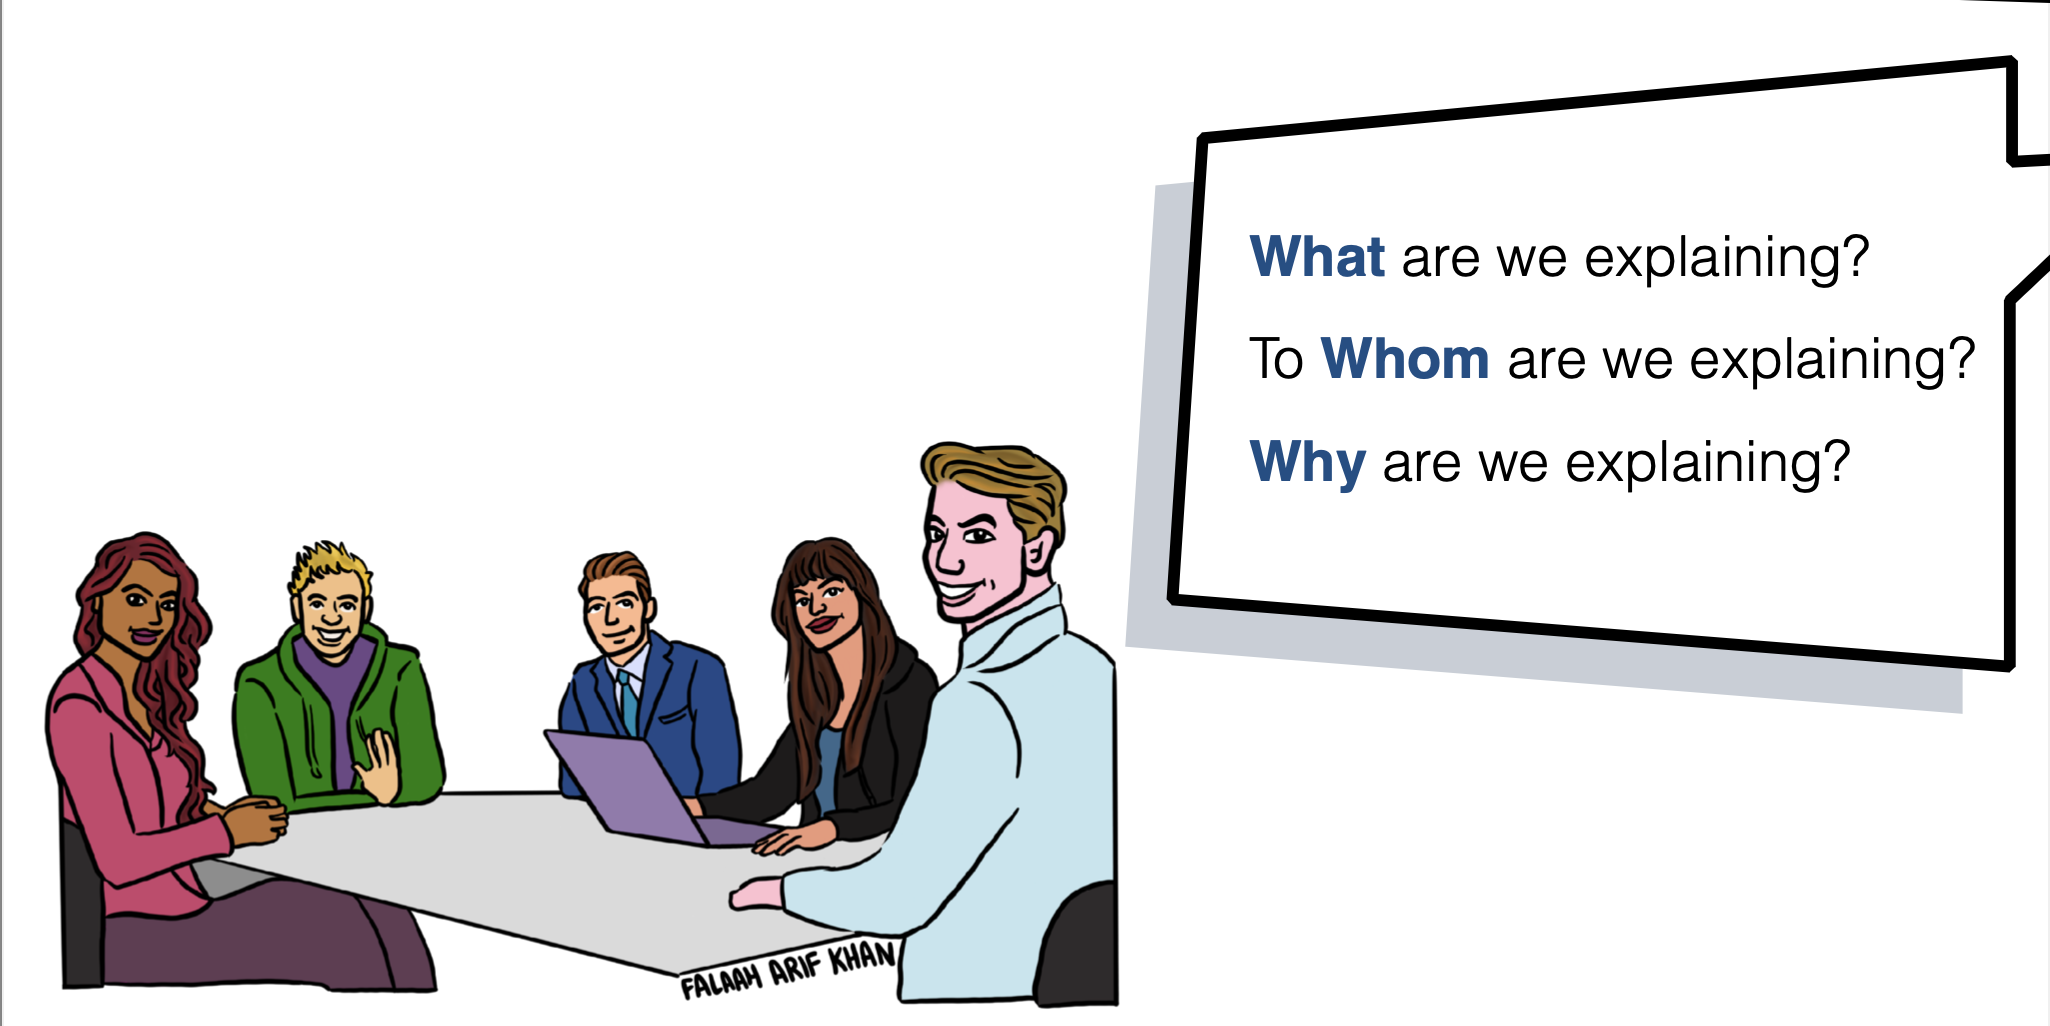 What are we explaining?
To Whom are we explaining?
Why are we explaining?
FALAAH ARIF KHAN